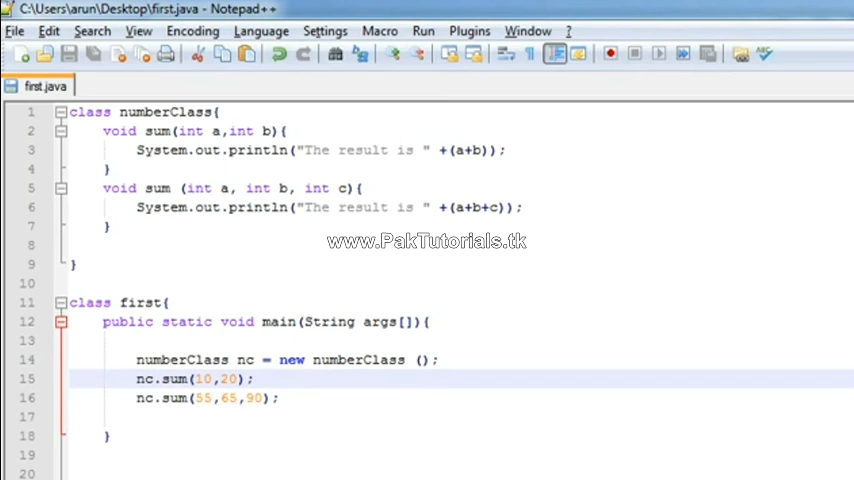 C:\Users\arun\Desktop\first.java - Notepad++
File Edit Search View Encoding Language Settings Macro Run Plugins Window ?
first.java
1 class numberClass{
2 void sum(int a,int b){
3 System.out.println("The result is " +(a+b));
4 }
5 void sum (int a, int b, int c){
6 System.out.println("The result is " +(a+b+c));
7 }
www.PakTutorials.tk
8
9 }
10
11 class first{
12 public static void main(String args[]){
13
14 numberClass nc = new numberClass ();
15 nc.sum(10,20);
16 nc.sum(55,65,90);
17
18 }
19
20